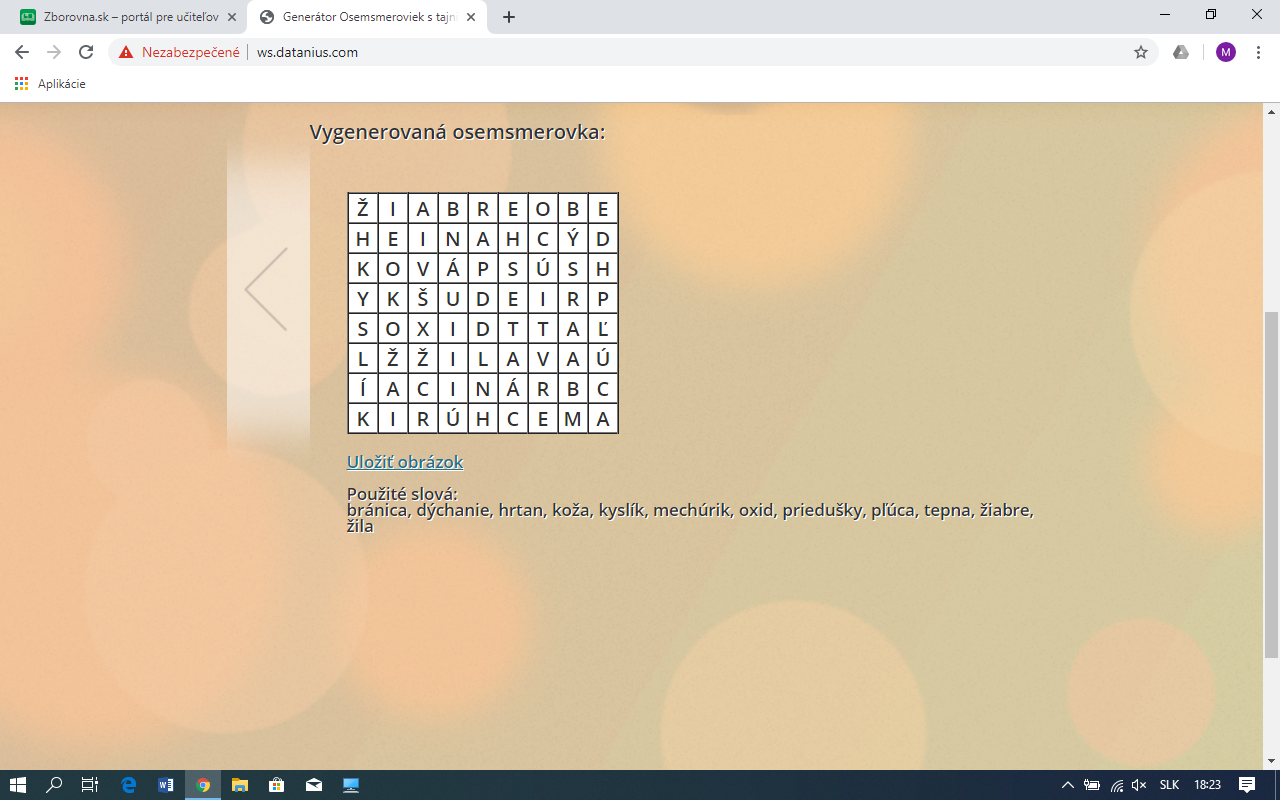 Zborovna.sk – portál pre učiteľov
Generátor Osemsmeroviek s tajn
Nezabezpečené
ws.datanius.com
M
Aplikácie
Vygenerovaná osemsmerovka:
Ž I A B R E O B E
H E I N A H C Ý D
K O V Á P S Ú S H
Y K Š U D E I R P
S O X I D T T A Ľ
L Ž Ž I L A V A Ú
Í A C I N Á R B C
K I R Ú H C E M A
Uložiť obrázok
Použité slová:
bránica, dýchanie, hrtan, koža, kyslík, mechúrik, oxid, priedušky, pľúca, tepna, žiabre,
žila
SLK
18:23